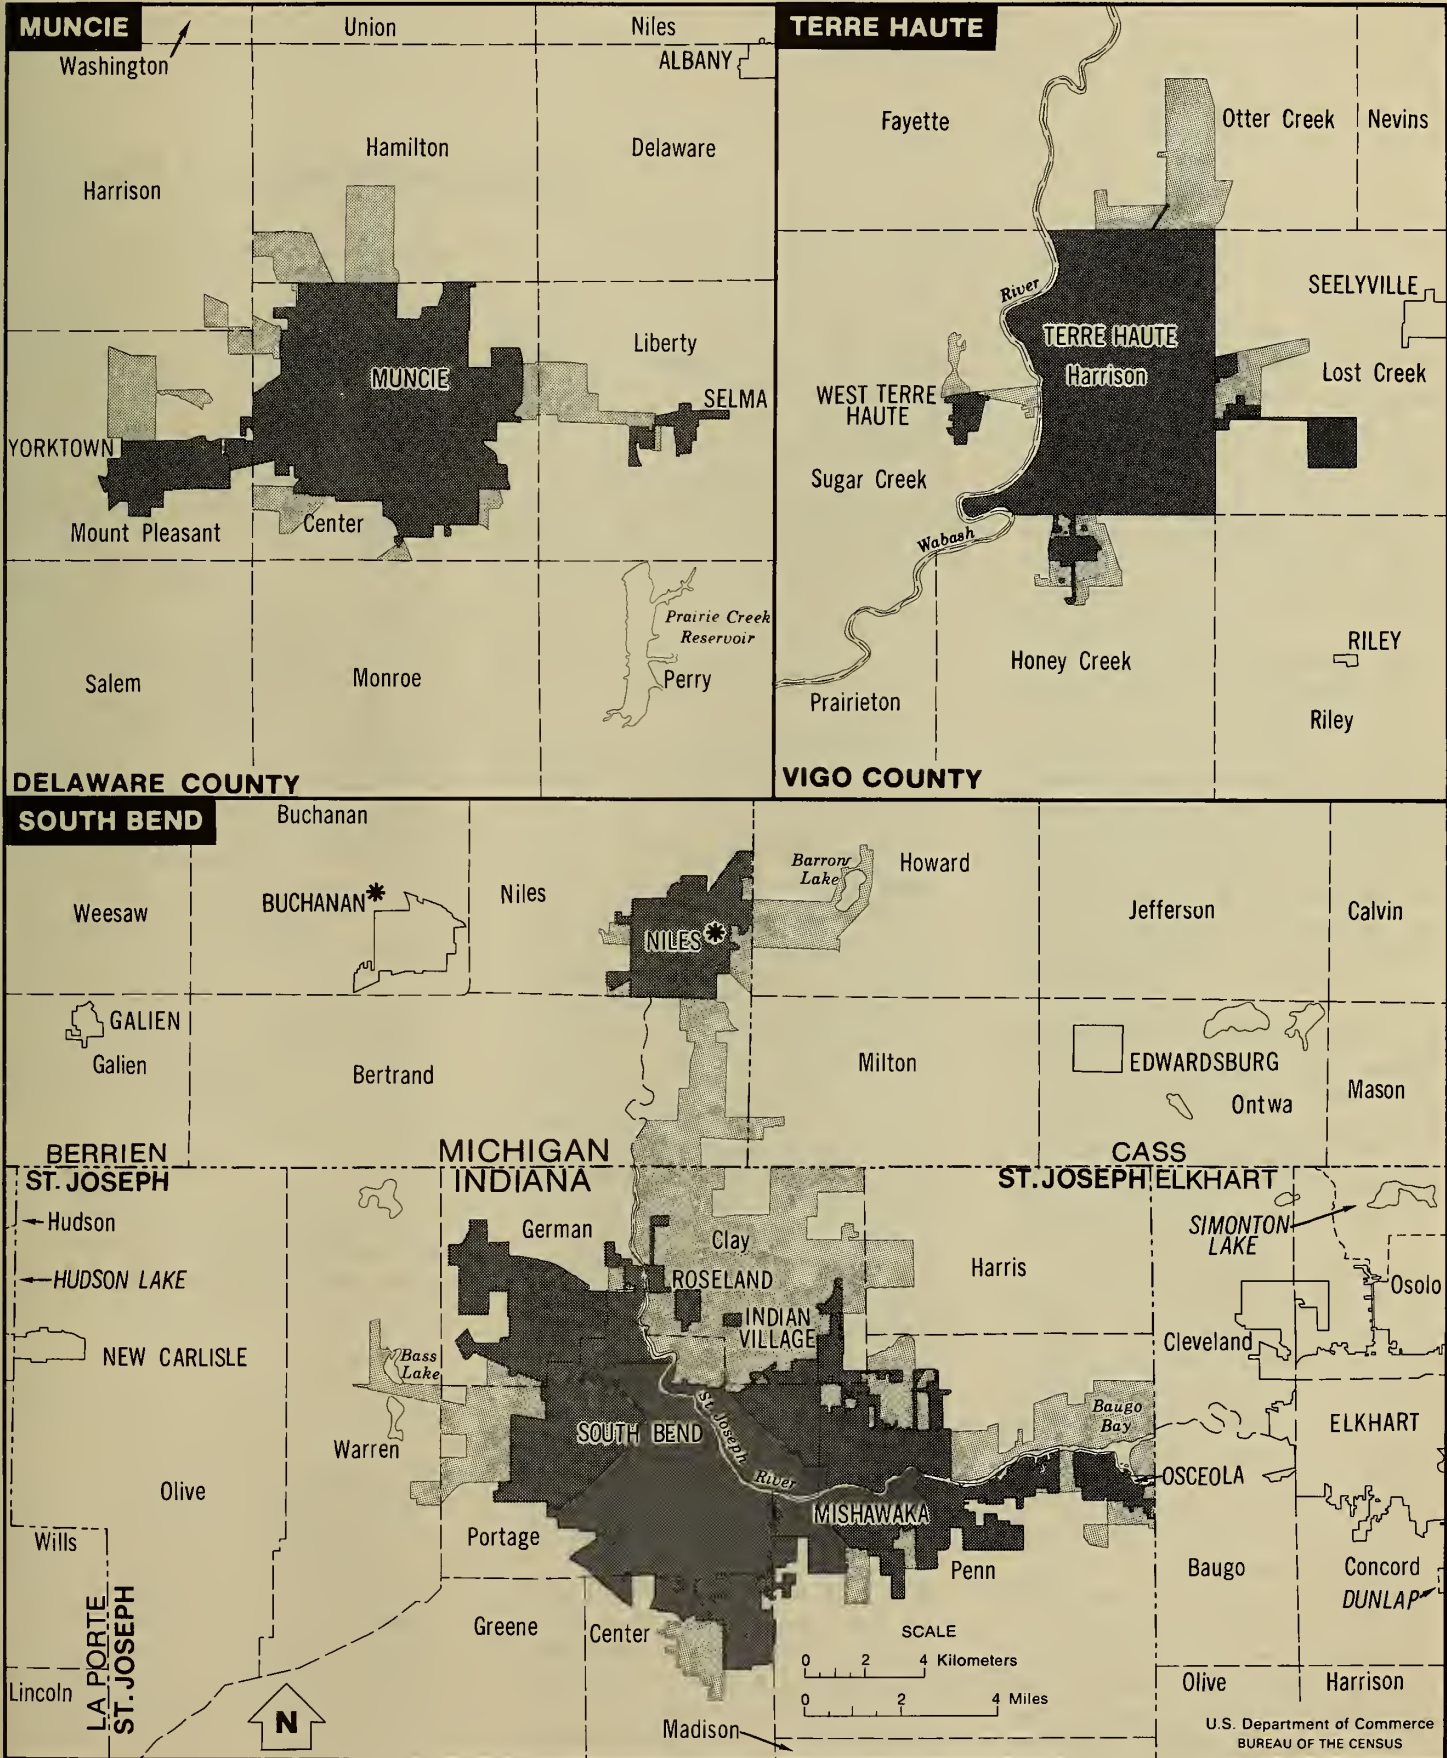 MUNCIE
Union
Niles
Washington
ALBANY
Hamilton
Delaware
Harrison
Liberty
MUNCIE
SELMA
YORKTOWN
Mount Pleasant
Center
Prairie Creek
Reservoir
Salem
Monroe
Perry
DELAWARE COUNTY
TERRE HAUTE
Fayette
Otter Creek
Nevins
River
SEELYVILLE
TERRE HAUTE
Harrison
Lost Creek
WEST TERRE
HAUTE
Sugar Creek
Wabash
Honey Creek
RILEY
Prairieton
Riley
VIGO COUNTY
SOUTH BEND
Buchanan
Weesaw
BUCHANAN*
Niles
Barron
Lake
Howard
Jefferson
Calvin
NILES*
GALIEN
Galien
Bertrand
Milton
EDWARDSBURG
Ontwa
Mason
BERRIEN
MICHIGAN
CASS
ST. JOSEPH
INDIANA
ST. JOSEPH
ELKHART
Hudson
German
Clay
SIMONTON
LAKE
HUDSON LAKE
ROSELAND
Harris
Osolo
INDIAN
VILLAGE
NEW CARLISLE
Bass
Lake
Cleveland
Baugo
Bay
SOUTH BEND
St. Joseph
River
ELKHART
Warren
Olive
OSCEOLA
MISHAWAKA
Wills
Portage
Penn
Baugo
Concord
DUNLAP
Greene
Center
SCALE
0 2 4 Kilometers
0 2 4 Miles
LA PORTE
ST. JOSEPH
Lincoln
Olive
Harrison
N
Madison
U.S. Department of Commerce
BUREAU OF THE CENSUS